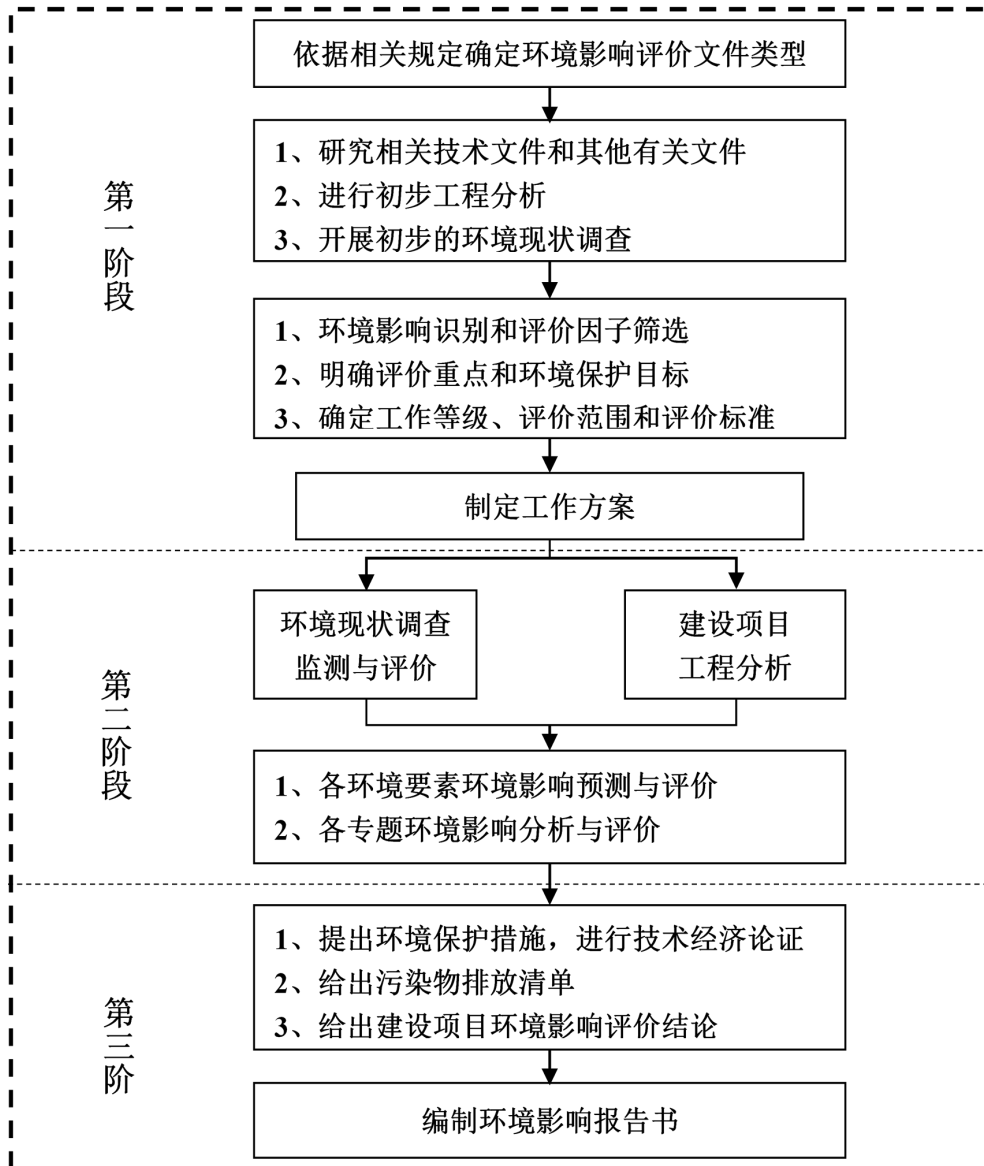 依据相关规定确定环境影响评价文件类型
1、研究相关技术文件和其他有关文件
2、进行初步工程分析
3、开展初步的环境现状调查
第一阶段
1、环境影响识别和评价因子筛选
2、明确评价重点和环境保护目标
3、确定工作等级、评价范围和评价标准
制定工作方案
环境现状调查
监测与评价
建设项目
工程分析
第二阶段
1、各环境要素环境影响预测与评价
2、各专题环境影响分析与评价
1、提出环境保护措施，进行技术经济论证
2、给出污染物排放清单
3、给出建设项目环境影响评价结论
第三阶
编制环境影响报告书